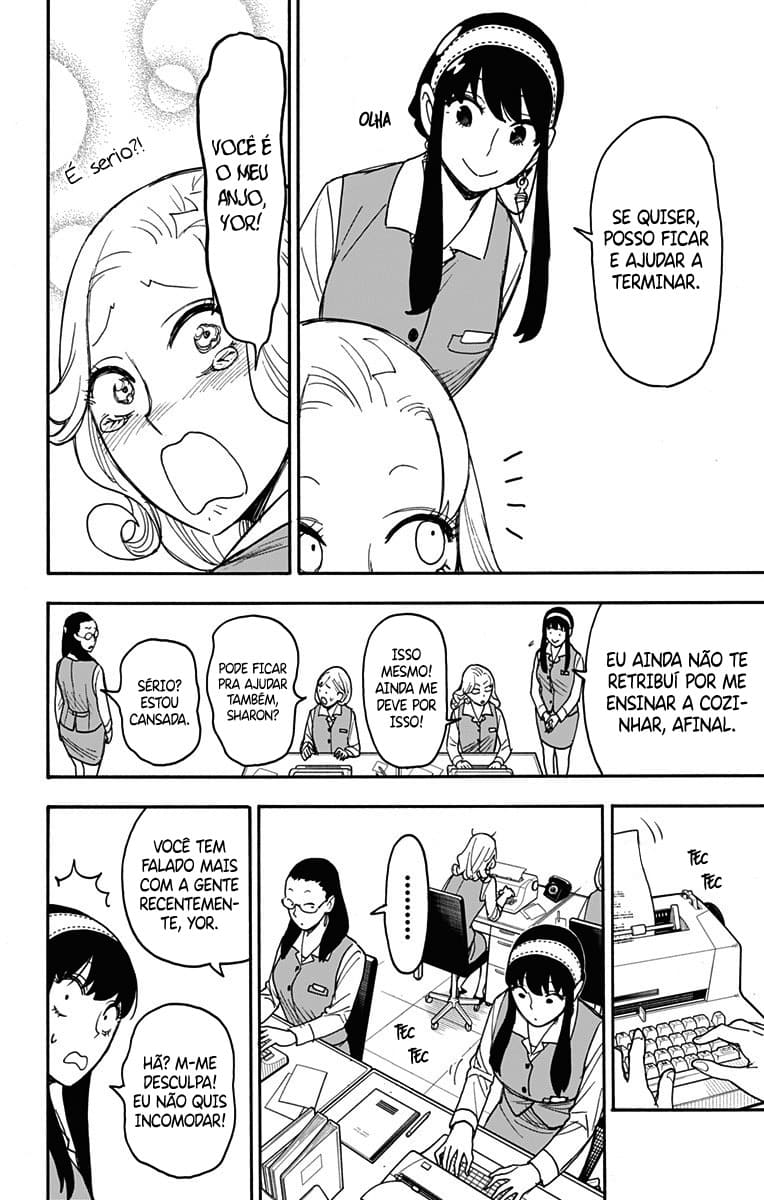 SE QUISER,
POSSO FICAR
E AJUDAR A
TERMINAR.
OLHA
VOCÊ É
O MEU
ANJO,
YOR!
É serio?!
EU AINDA NÃO TE
RETRIBUÍ POR ME
ENSINAR A COZI-
NHAR, AFINAL.
ISSO
MESMO!
AINDA ME
DEVE POR
ISSO!
PODE FICAR
PRA AJUDAR
TAMBÉM,
SHARON?
SÉRIO?
ESTOU
CANSADA.
TEC
TEC
.........
TEC
TEC
VOCÊ TEM
FALADO MAIS
COM A GENTE
RECENTEMEN-
TE, YOR.
HÃ? M-ME
DESCULPA!
EU NÃO QUIS
INCOMODAR!